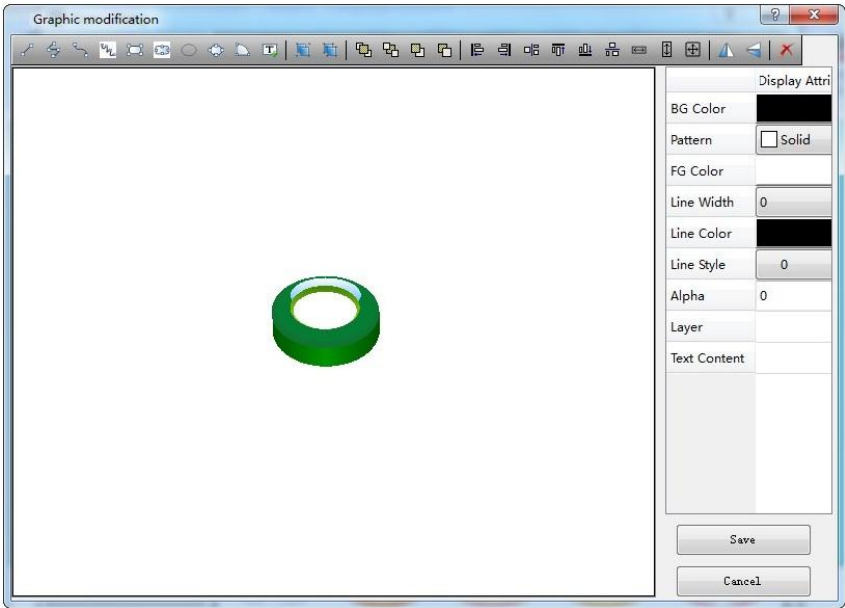 Graphic modification
Display Attri
BG Color
Pattern Solid
FG Color
Line Width 0
Line Color
Line Style 0
Alpha 0
Layer
Text Content
Save
Cancel